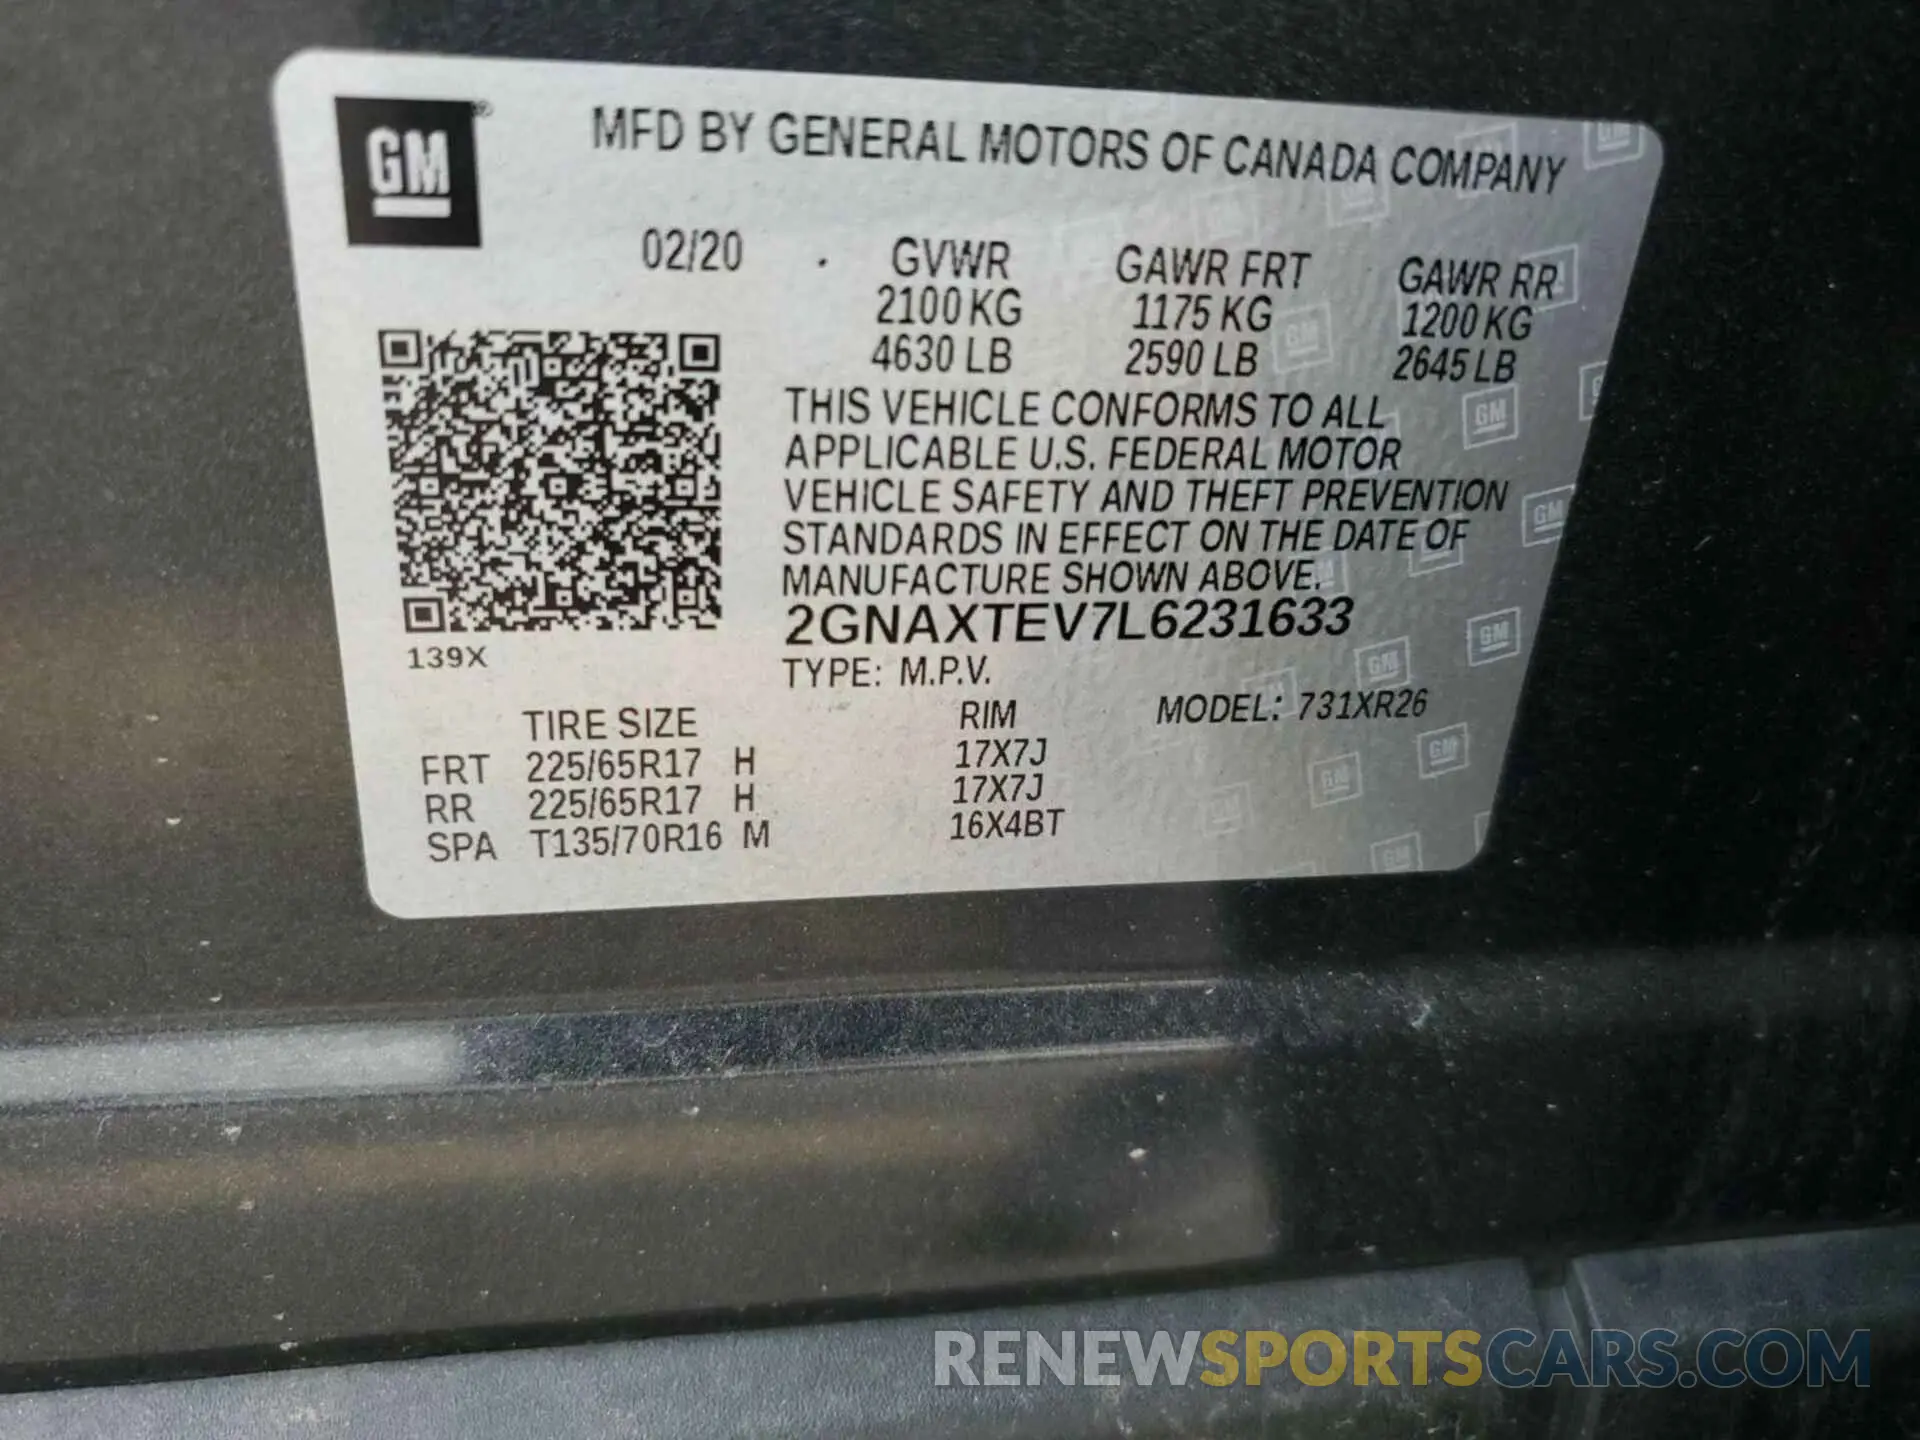 GM
MFD BY GENERAL MOTORS OF CANADA COMPANY
02/20 . GVWR GAWR FRT GAWR RR
2100 KG 1175 KG 1200 KG
4630 LB 2590 LB 2645 LB
THIS VEHICLE CONFORMS TO ALL
APPLICABLE U.S. FEDERAL MOTOR
VEHICLE SAFETY AND THEFT PREVENTION
STANDARDS IN EFFECT ON THE DATE OF
MANUFACTURE SHOWN ABOVE.
2GNAXTEV7L6231633
139X
TYPE: M.P.V.
TIRE SIZE RIM MODEL: 731XR26
FRT 225/65R17 H 17X7J
RR 225/65R17 H 17X7J
SPA T135/70R16 M 16X4BT
RENEWSPORTSCARS.COM